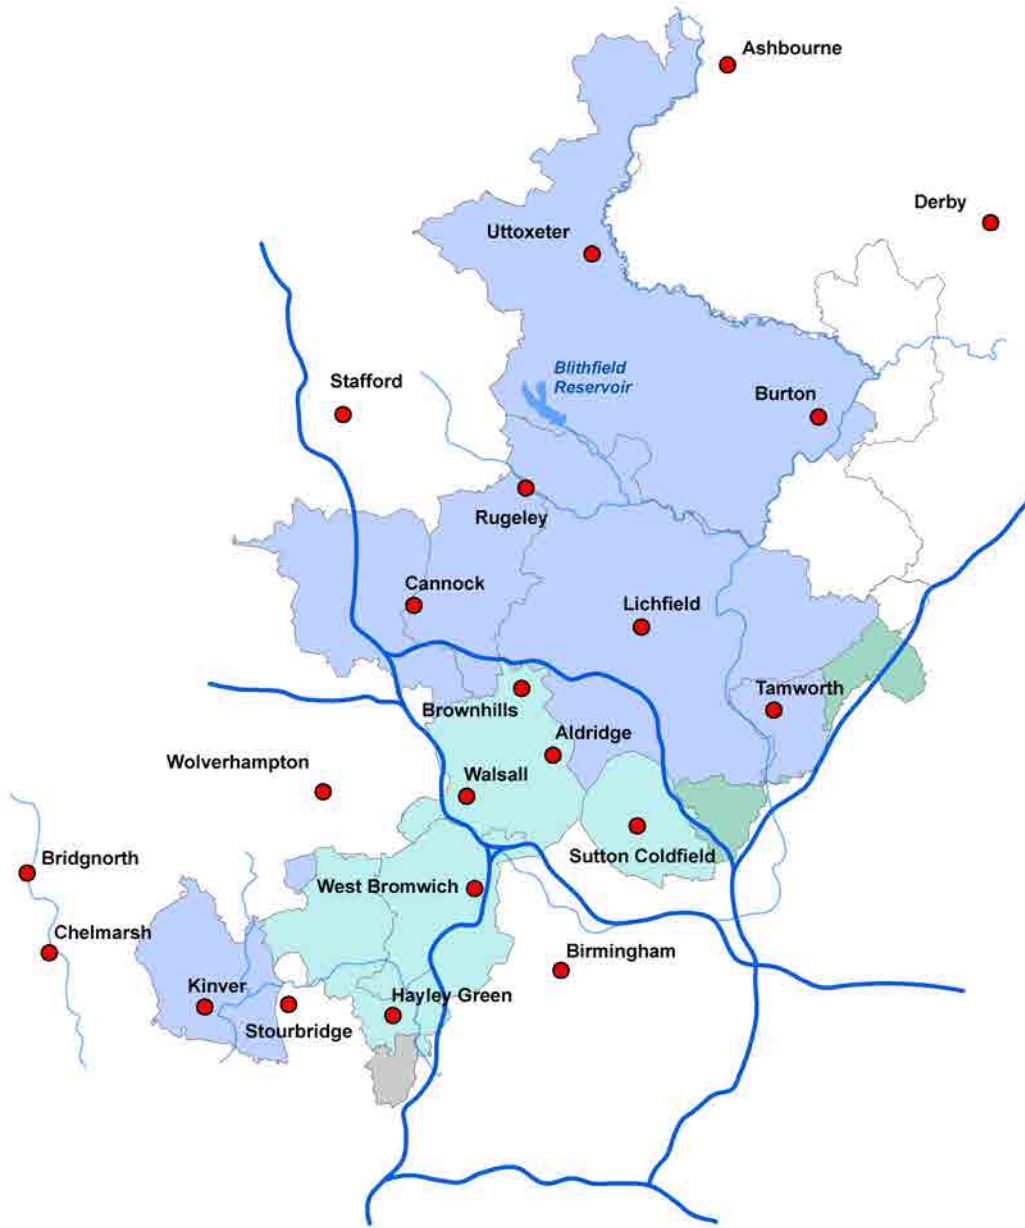 Ashbourne
Derby
Uttoxeter
Blithfield
Reservoir
Stafford
Burton
Rugeley
Cannock
Lichfield
Tamworth
Brownhills
Aldridge
Wolverhampton
Walsall
Sutton Coldfield
Bridgnorth
West Bromwich
Chelmarsh
Birmingham
Kinver
Hayley Green
Stourbridge